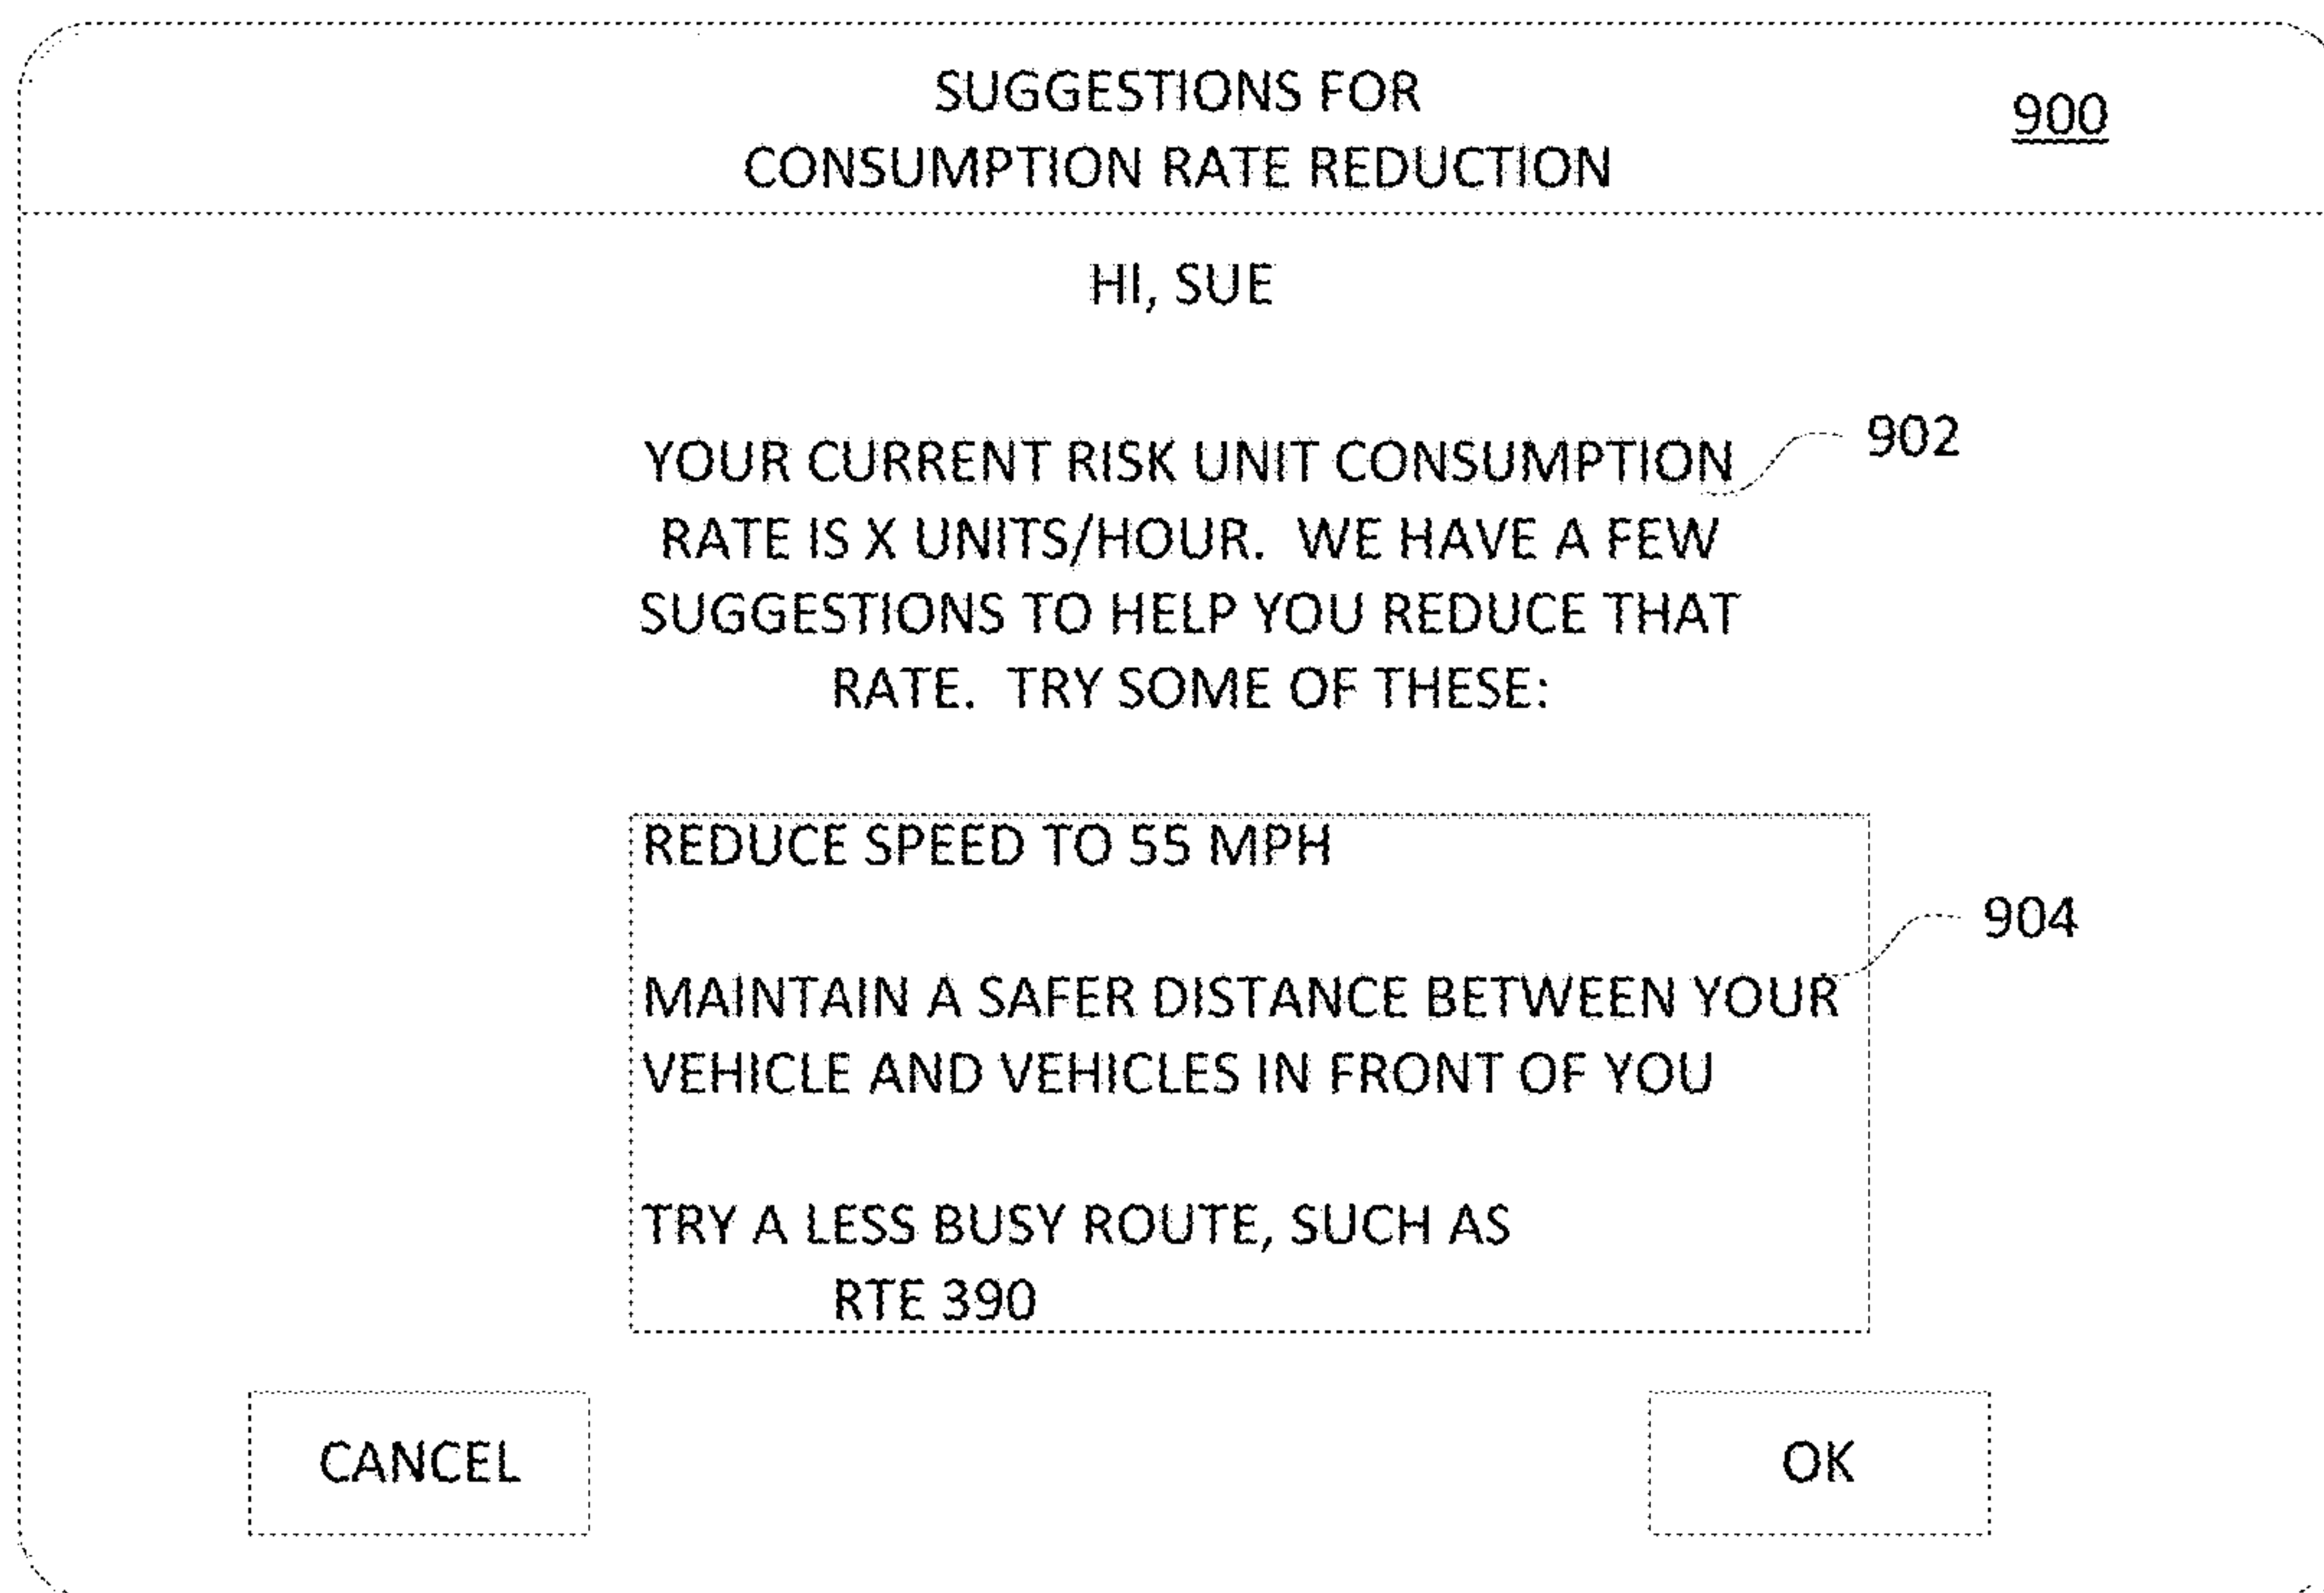 SUGGESTIONS FOR
CONSUMPTION RATE REDUCTION
900
HI, SUE
YOUR CURRENT RISK UNIT CONSUMPTION
902
RATE IS X UNITS/HOUR.  WE HAVE A FEW
SUGGESTIONS TO HELP YOU REDUCE THAT
RATE.  TRY SOME OF THESE:
REDUCE SPEED TO 55 MPH
904
MAINTAIN A SAFER DISTANCE BETWEEN YOUR
VEHICLE AND VEHICLES IN FRONT OF YOU
TRY A LESS BUSY ROUTE, SUCH AS
RTE 390
CANCEL
OK